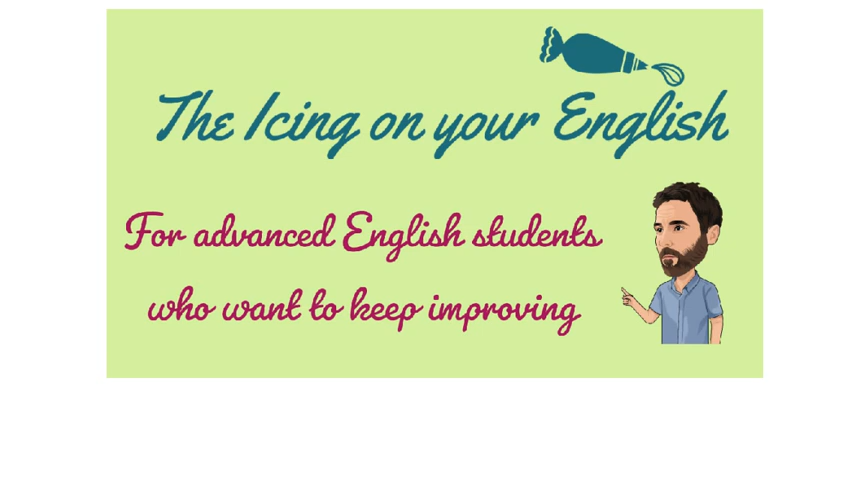 The Icing on your English
For advanced English students
who want to keep improving